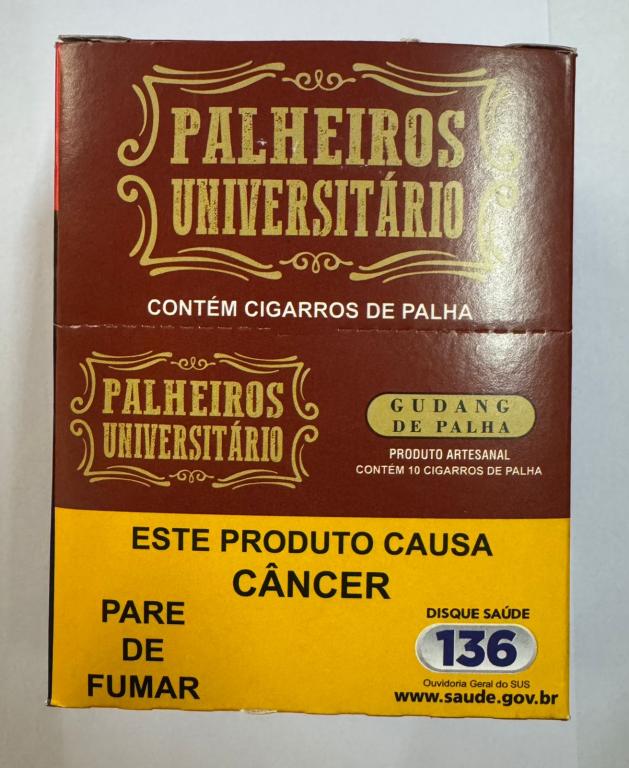 PALHEIROS
UNIVERSITÁRIO
CONTÉM CIGARROS DE PALHA
PALHEIROS
UNIVERSITÁRIO
GUDANG
DE PALHA
PRODUTO ARTESANAL
CONTÉM 10 CIGARROS DE PALHA
ESTE PRODUTO CAUSA
CÂNCER
PARE
DE
FUMAR
DISQUE SAÚDE
136
Ouvidoria Geral do SUS
www.saude.gov.br